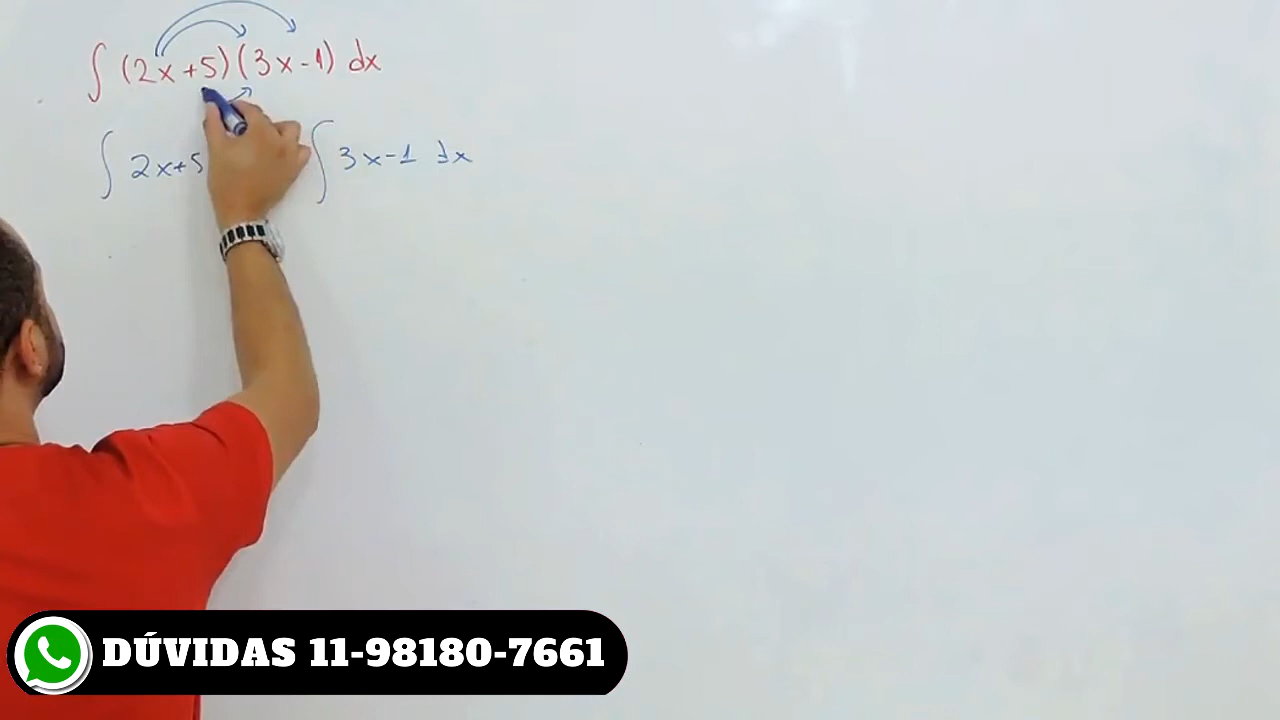 ∫ (2x+5)(3x-1) dx
∫ 2x+5 ∫ 3x-1 dx
DÚVIDAS 11-98180-7661